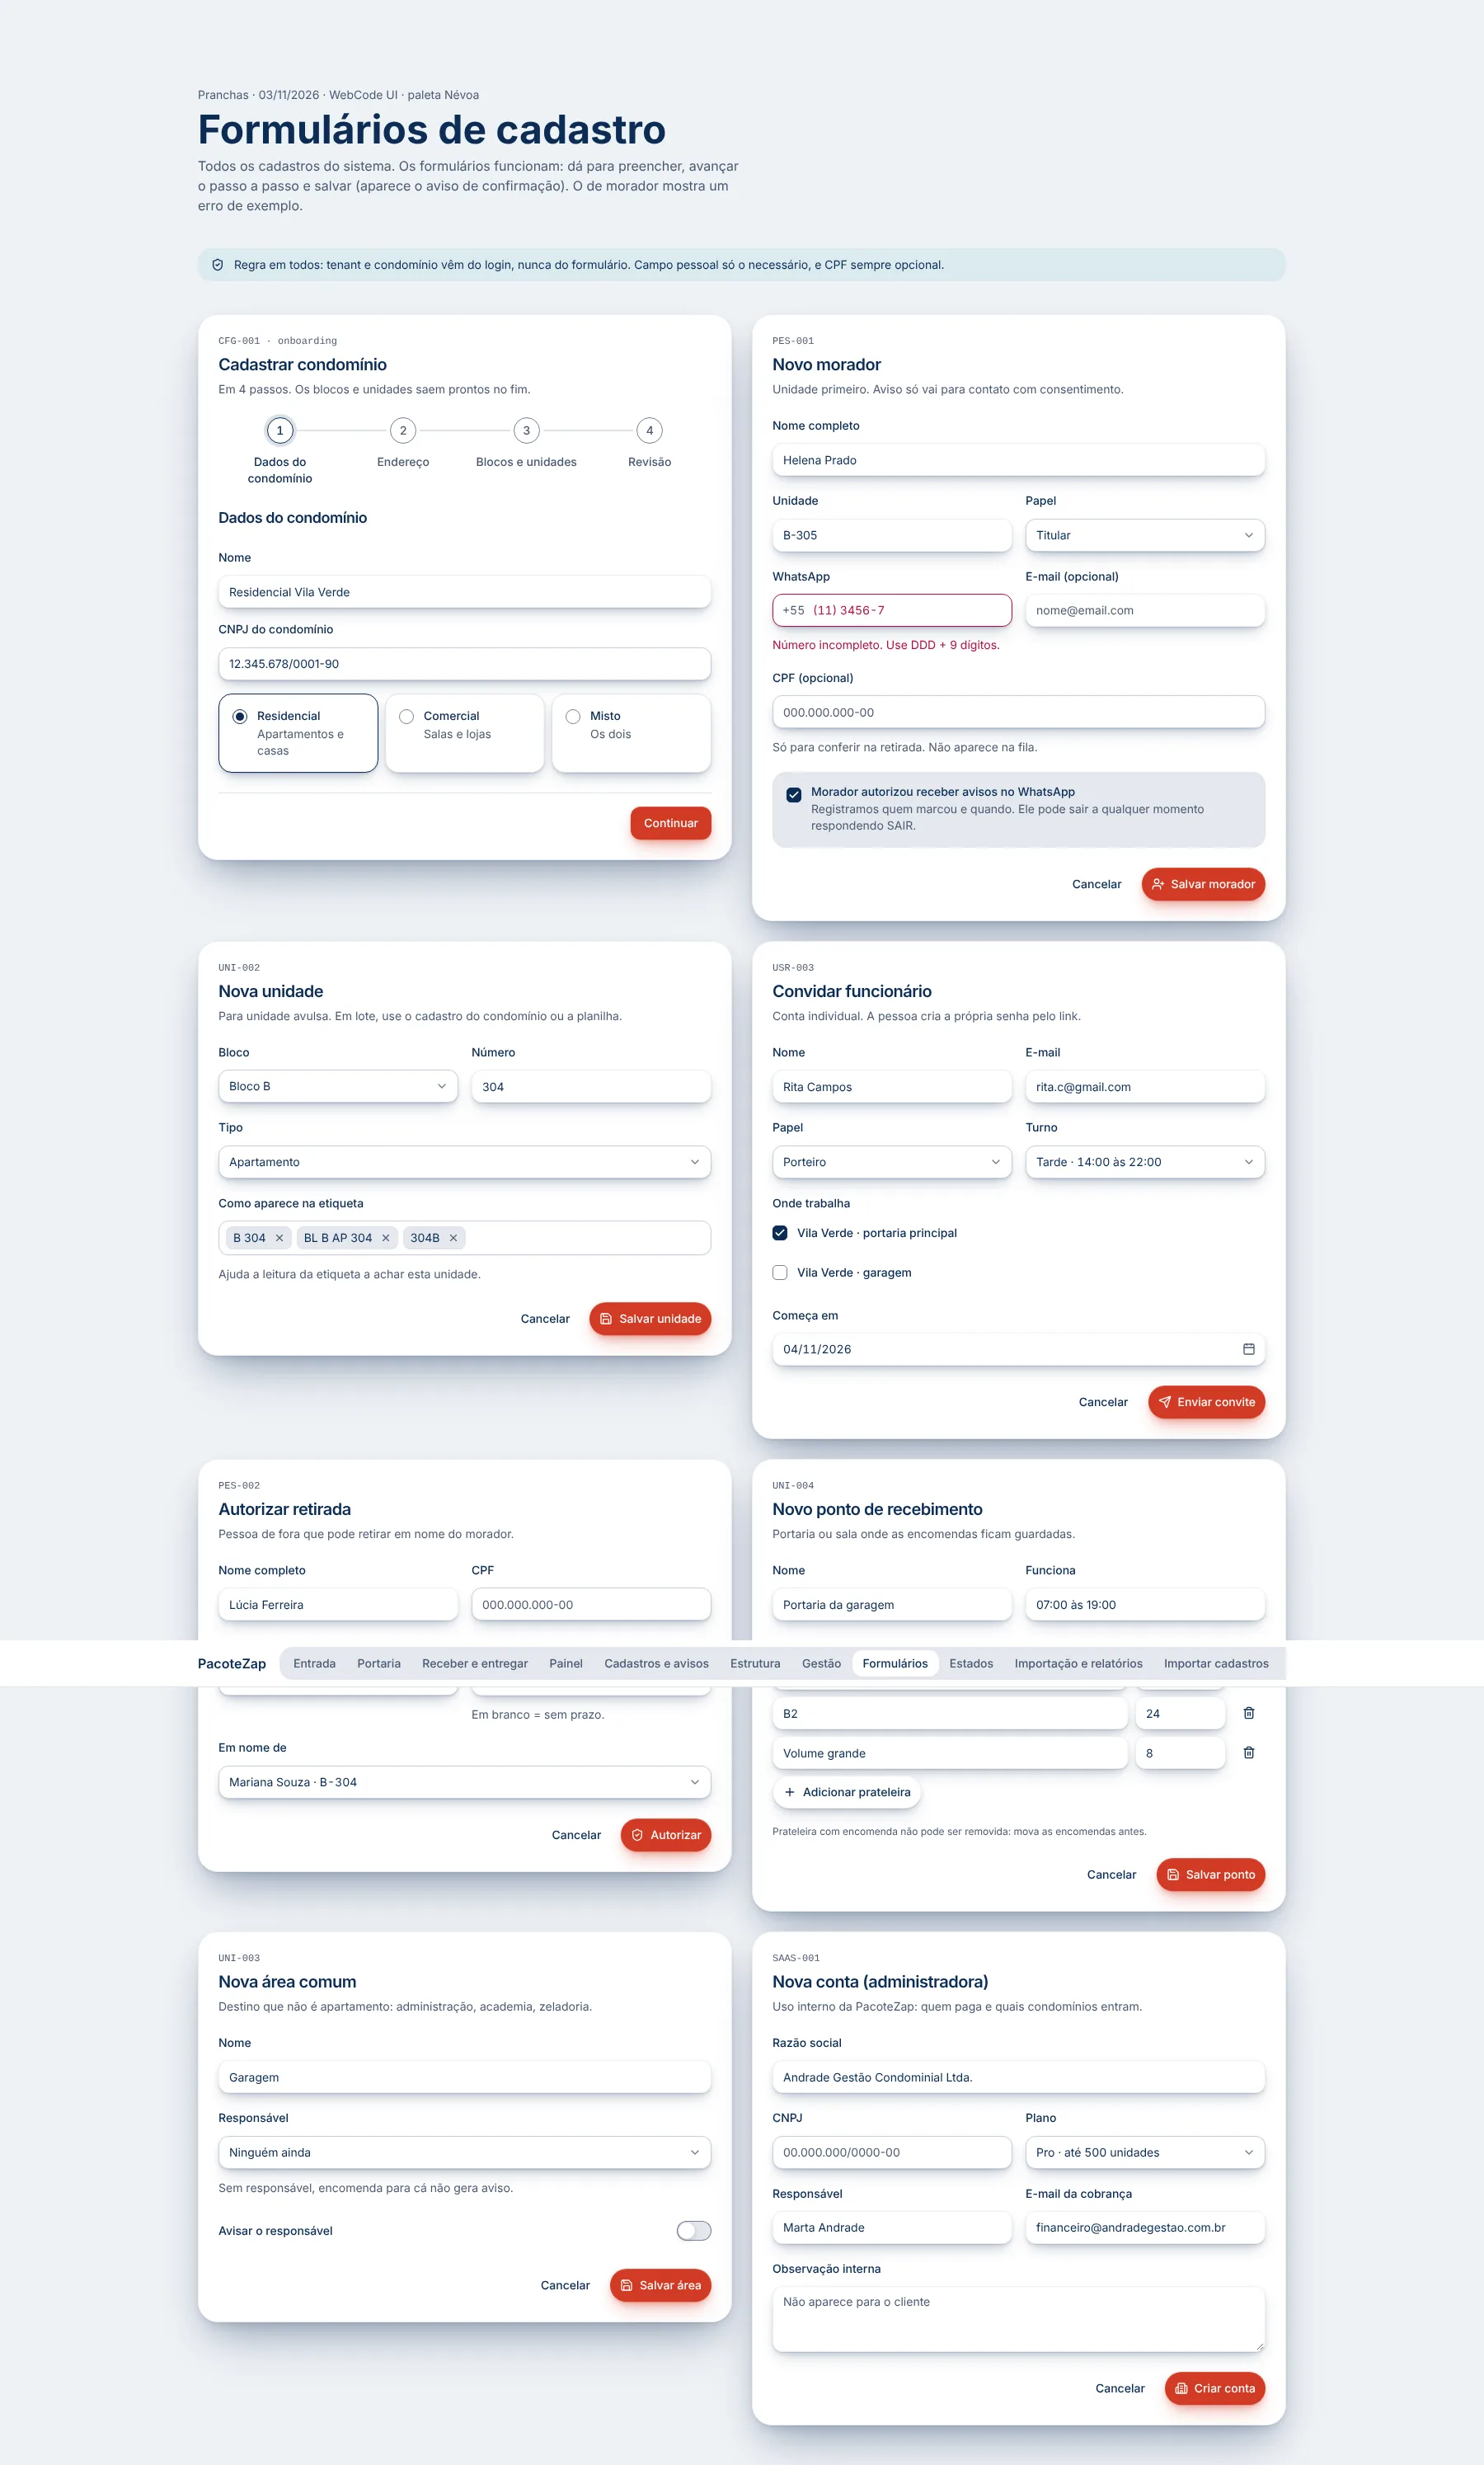 Pranchas · 03/11/2026 · WebCode UI · paleta Névoa
Formulários de cadastro
Todos os cadastros do sistema. Os formulários funcionam: dá para preencher, avançar
o passo a passo e salvar (aparece o aviso de confirmação). O de morador mostra um
erro de exemplo.
Regra em todos: tenant e condomínio vêm do login, nunca do formulário. Campo pessoal só o necessário, e CPF sempre opcional.
CFG-001 · onboarding
Cadastrar condomínio
Em 4 passos. Os blocos e unidades saem prontos no fim.
1 2 3 4
Dados do
condomínio
Endereço
Blocos e unidades
Revisão
Dados do condomínio
Nome
Residencial Vila Verde
CNPJ do condomínio
12.345.678/0001-90
Residencial
Apartamentos e
casas
Comercial
Salas e lojas
Misto
Os dois
Continuar
PES-001
Novo morador
Unidade primeiro. Aviso só vai para contato com consentimento.
Nome completo
Helena Prado
Unidade
B-305
Papel
Titular
WhatsApp
+55 (11) 3456-7
Número incompleto. Use DDD + 9 dígitos.
E-mail (opcional)
nome@email.com
CPF (opcional)
000.000.000-00
Só para conferir na retirada. Não aparece na fila.
Morador autorizou receber avisos no WhatsApp
Registramos quem marcou e quando. Ele pode sair a qualquer momento
respondendo SAIR.
Cancelar
Salvar morador
UNI-002
Nova unidade
Para unidade avulsa. Em lote, use o cadastro do condomínio ou a planilha.
Bloco
Bloco B
Número
304
Tipo
Apartamento
Como aparece na etiqueta
B 304 BL B AP 304 304B
Ajuda a leitura da etiqueta a achar esta unidade.
Cancelar
Salvar unidade
USR-003
Convidar funcionário
Conta individual. A pessoa cria a própria senha pelo link.
Nome
Rita Campos
E-mail
rita.c@gmail.com
Papel
Porteiro
Turno
Tarde · 14:00 às 22:00
Onde trabalha
Vila Verde · portaria principal
Vila Verde · garagem
Começa em
04/11/2026
Cancelar
Enviar convite
PES-002
Autorizar retirada
Pessoa de fora que pode retirar em nome do morador.
Nome completo
Lúcia Ferreira
CPF
000.000.000-00
UNI-004
Novo ponto de recebimento
Portaria ou sala onde as encomendas ficam guardadas.
Nome
Portaria da garagem
Funciona
07:00 às 19:00
PacoteZap Entrada Portaria Receber e entregar Painel Cadastros e avisos Estrutura Gestão Formulários Estados Importação e relatórios Importar cadastros
Em branco = sem prazo.
Em nome de
Mariana Souza · B-304
Cancelar
Autorizar
B2 24
Volume grande 8
Adicionar prateleira
Prateleira com encomenda não pode ser removida: mova as encomendas antes.
Cancelar
Salvar ponto
UNI-003
Nova área comum
Destino que não é apartamento: administração, academia, zeladoria.
Nome
Garagem
Responsável
Ninguém ainda
Sem responsável, encomenda para cá não gera aviso.
Avisar o responsável
Cancelar
Salvar área
SAAS-001
Nova conta (administradora)
Uso interno da PacoteZap: quem paga e quais condomínios entram.
Razão social
Andrade Gestão Condominial Ltda.
CNPJ
00.000.000/0000-00
Plano
Pro · até 500 unidades
Responsável
Marta Andrade
E-mail da cobrança
financeiro@andradegestao.com.br
Observação interna
Não aparece para o cliente
Cancelar
Criar conta